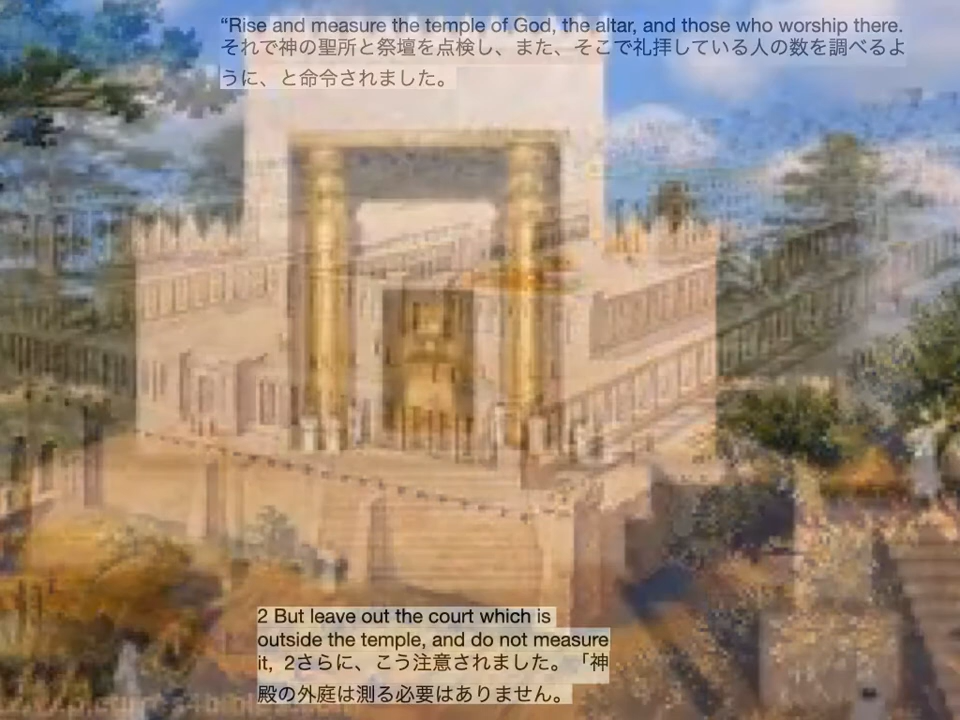 “Rise and measure the temple of God, the altar, and those who worship there.
それで神の聖所と祭壇を点検し、また、そこで礼拝している人の数を調べるよ
うに、と命令されました。
2 But leave out the court which is
outside the temple, and do not measure
it, 2さらに、こう注意されました。「神
殿の外庭は測る必要はありません。